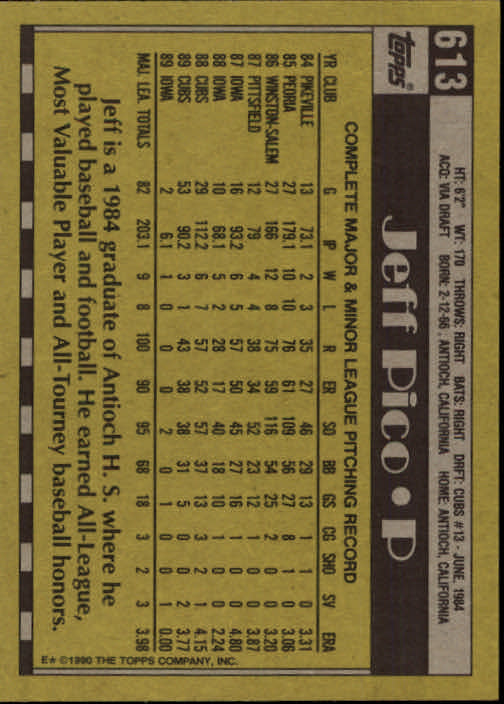 613
topps®
HT: 6'2" WT: 170 THROWS: RIGHT BATS: RIGHT DRFT: CUBS #13 - JUNE, 1984
ACQ: VIA DRAFT BORN: 2-12-66, ANTIOCH, CALIFORNIA HOME: ANTIOCH, CALIFORNIA
Jeff Pico • P
COMPLETE MAJOR & MINOR LEAGUE PITCHING RECORD
YR CLUB G IP W L R ER SO BB GS CG SHO SV ERA
84 PIKEVILLE 13 73.1 2 3 35 27 46 29 13 1 1 0 3.31
85 PEORIA 27 179.1 10 10 76 61 109 56 27 8 1 0 3.06
86 WINSTON-SALEM 27 166 12 8 75 59 116 54 25 2 0 0 3.20
87 PITTSFIELD 12 79 4 4 38 34 52 23 12 1 0 0 3.87
87 IOWA 16 93.2 6 5 57 50 45 27 16 1 0 0 4.80
88 IOWA 10 68.1 5 2 28 17 40 18 10 1 0 0 2.24
88 CUBS 29 112.2 6 7 57 52 57 37 13 3 2 1 4.15
89 CUBS 53 90.2 3 1 43 38 38 31 5 0 0 2 3.77
89 IOWA 2 6.1 1 0 0 0 2 0 1 0 0 1 0.00
MAJ. LEA. TOTALS 82 203.1 9 8 100 90 95 68 18 3 2 3 3.98
Jeff is a 1984 graduate of Antioch H. S. where he
played baseball and football. He earned All-League,
Most Valuable Player and All-Tourney baseball honors.
E* ©1990 THE TOPPS COMPANY, INC.